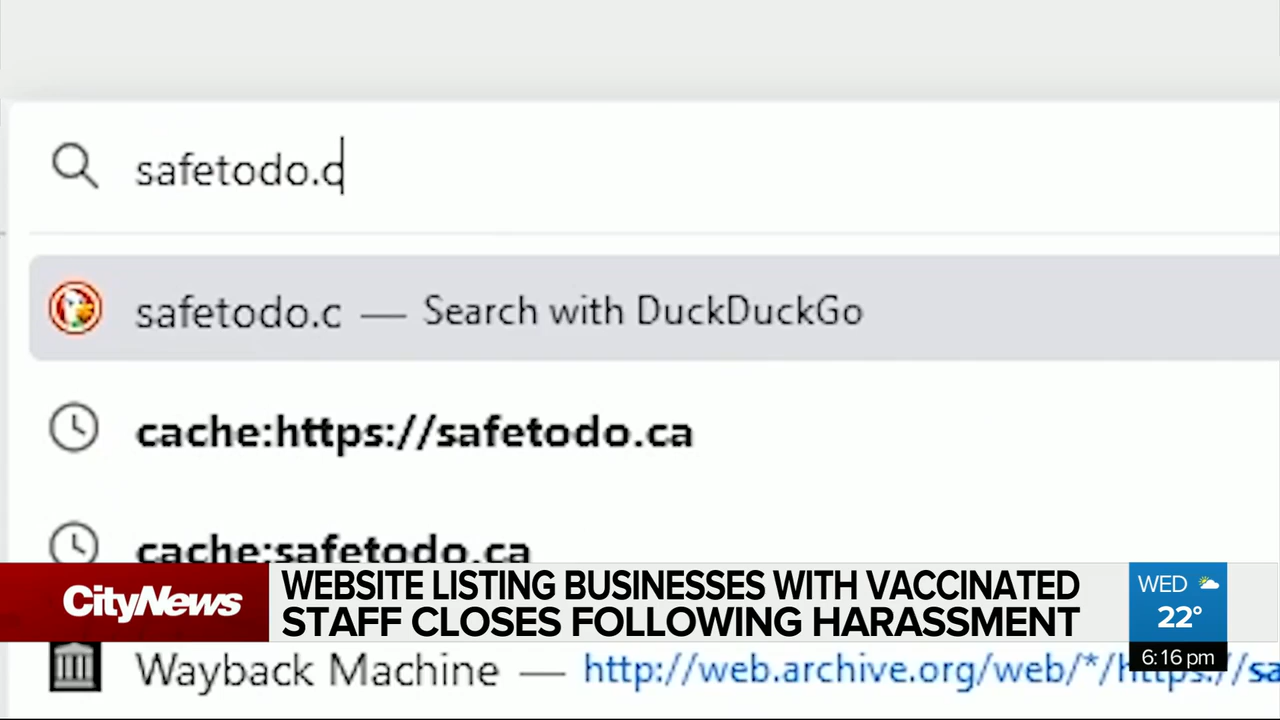 safetodo.c
safetodo.c — Search with DuckDuckGo
cache:https://safetodo.ca
cache:safetodo.ca
CityNews
WEBSITE LISTING BUSINESSES WITH VACCINATED
STAFF CLOSES FOLLOWING HARASSMENT
WED
22°
6:16 pm
Wayback Machine — http://web.archive.org/web/*/https://sa